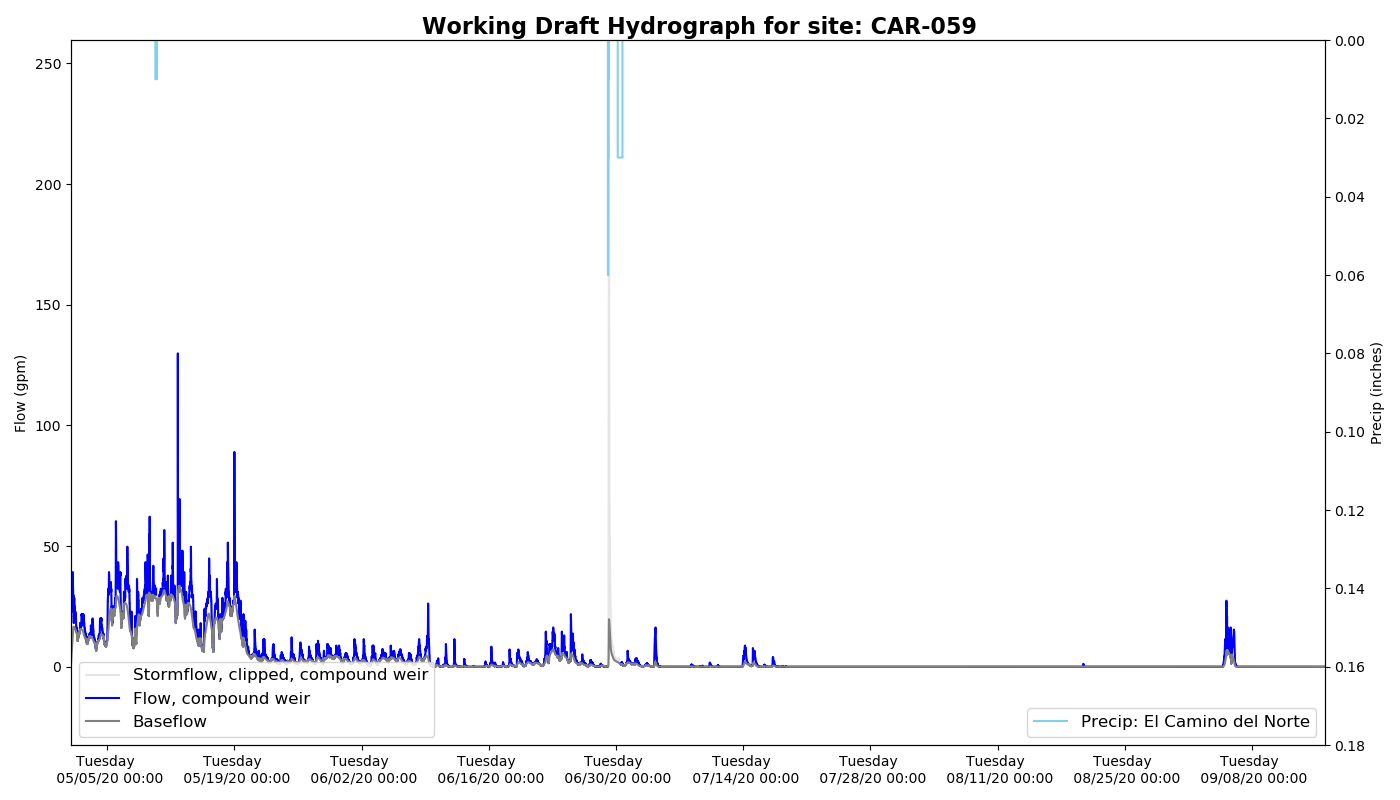 Working Draft Hydrograph for site: CAR-059
250
200
150
100
50
0
Flow (gpm)
0.00
0.02
0.04
0.06
0.08
0.10
0.12
0.14
0.16
0.18
Precip (inches)
Stormflow, clipped, compound weir
Flow, compound weir
Baseflow
Precip: El Camino del Norte
Tuesday
05/05/20 00:00
Tuesday
05/19/20 00:00
Tuesday
06/02/20 00:00
Tuesday
06/16/20 00:00
Tuesday
06/30/20 00:00
Tuesday
07/14/20 00:00
Tuesday
07/28/20 00:00
Tuesday
08/11/20 00:00
Tuesday
08/25/20 00:00
Tuesday
09/08/20 00:00